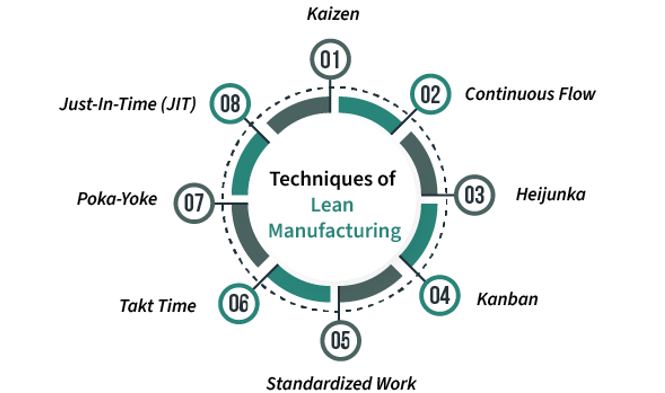 Kaizen
01
02
Continuous Flow
03
Heijunka
04
Kanban
05
Standardized Work
06
Takt Time
07
Poka-Yoke
08
Just-In-Time (JIT)
Techniques of
Lean
Manufacturing